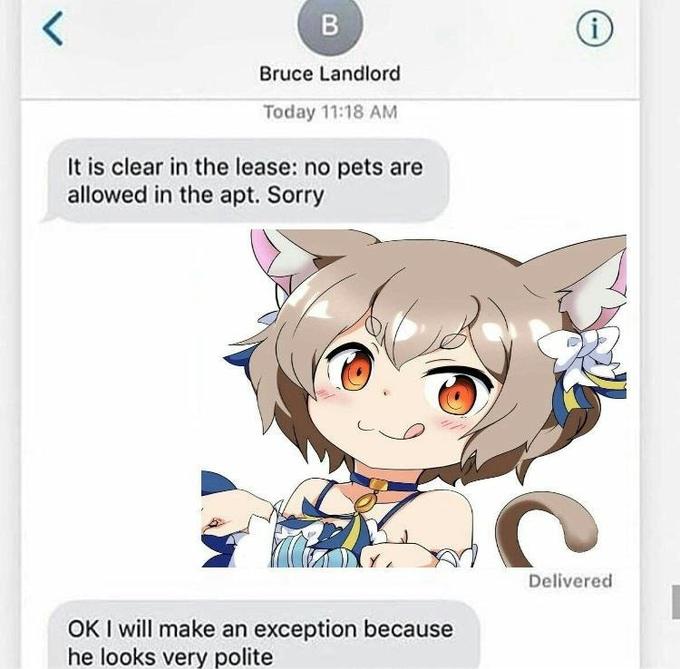 B
Bruce Landlord
Today 11:18 AM
It is clear in the lease: no pets are
allowed in the apt. Sorry
Delivered
OK I will make an exception because
he looks very polite